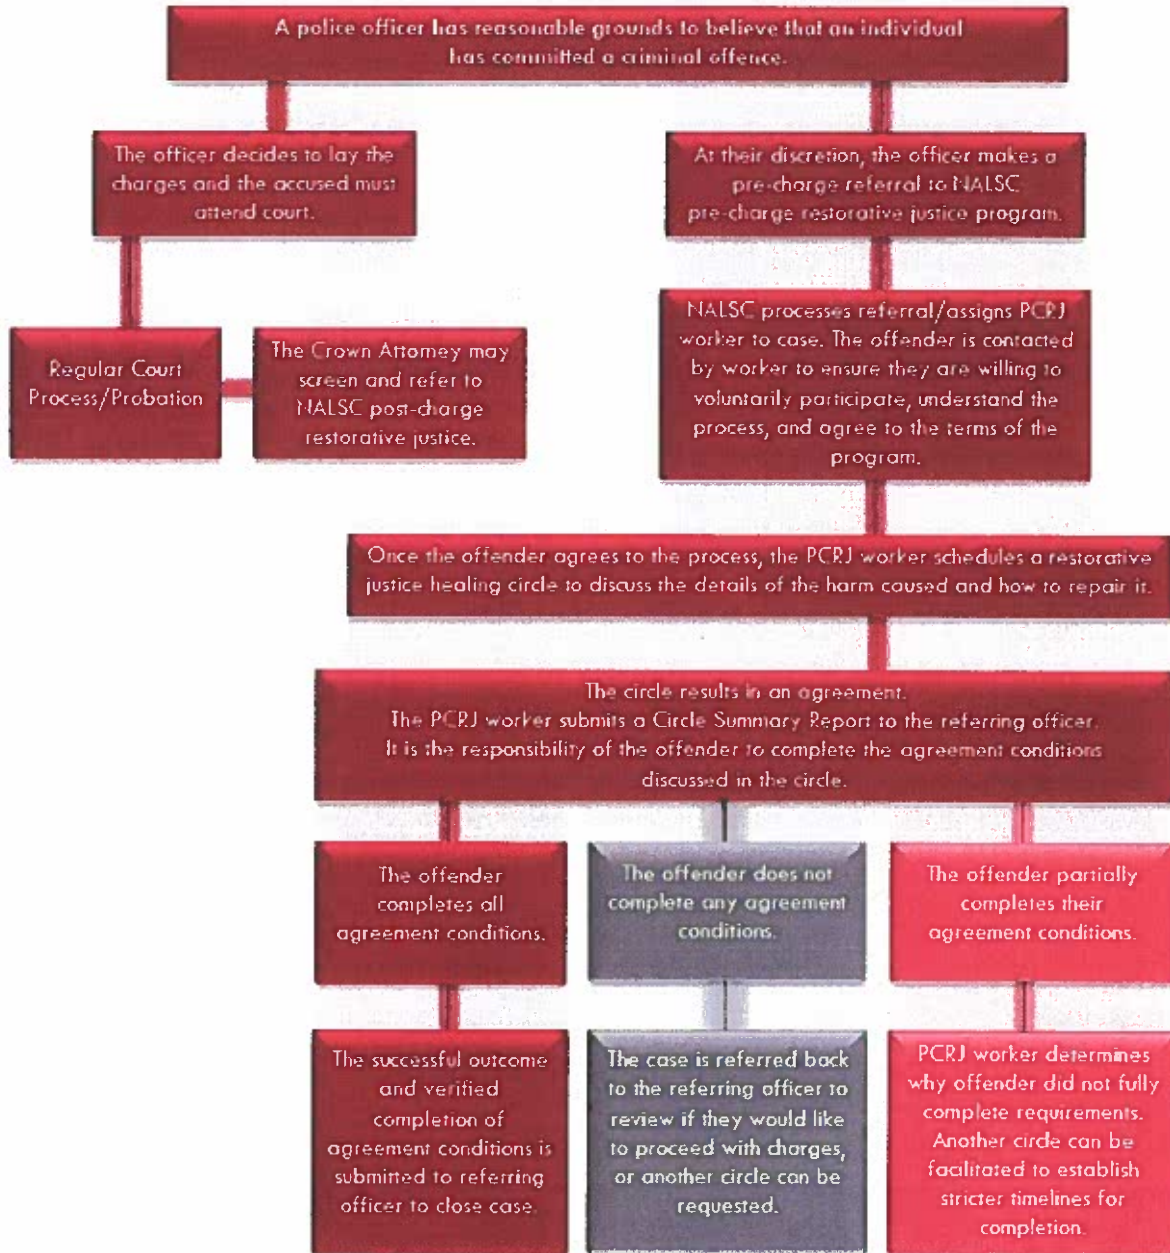 A police officer has reasonable grounds to believe that an individual
has committed a criminal offence.
The officer decides to lay the
charges and the accused must
attend court.
At their discretion, the officer makes a
pre-charge referral to NALSC
pre-charge restorative justice program.
Regular Court
Process/Probation
The Crown Attorney may
screen and refer to
NALSC post-charge
restorative justice.
NALSC processes referral/assigns PCRJ
worker to case. The offender is contacted
by worker to ensure they are willing to
voluntarily participate, understand the
process, and agree to the terms of the
program.
Once the offender agrees to the process, the PCRJ worker schedules a restorative
justice healing circle to discuss the details of the harm caused and how to repair it.
The circle results in an agreement.
The PCRJ worker submits a Circle Summary Report to the referring officer.
It is the responsibility of the offender to complete the agreement conditions
discussed in the circle.
The offender
completes all
agreement conditions.
The offender does not
complete any agreement
conditions.
The offender partially
completes their
agreement conditions.
The successful outcome
and verified
completion of
agreement conditions is
submitted to referring
officer to close case.
The case is referred back
to the referring officer to
review if they would like
to proceed with charges,
or another circle can be
requested.
PCRJ worker determines
why offender did not fully
complete requirements.
Another circle can be
facilitated to establish
stricter timelines for
completion.